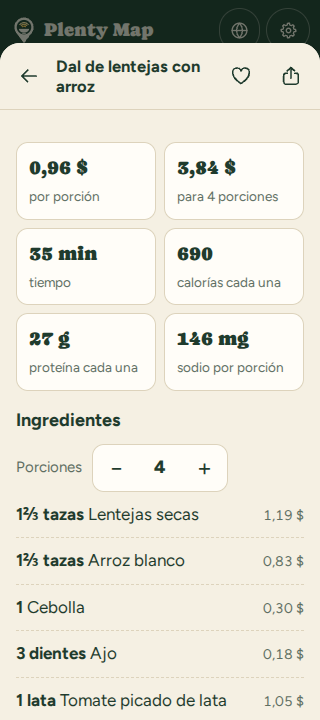 Plenty Map
Dal de lentejas con
arroz
0,96 $
por porción
3,84 $
para 4 porciones
35 min
tiempo
690
calorías cada una
27 g
proteína cada una
146 mg
sodio por porción
Ingredientes
Porciones − 4 +
1⅔ tazas Lentejas secas 1,19 $
1⅔ tazas Arroz blanco 0,83 $
1 Cebolla 0,30 $
3 dientes Ajo 0,18 $
1 lata Tomate picado de lata 1,05 $